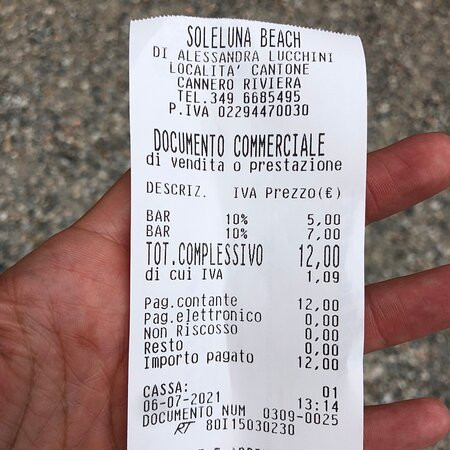 SOLELUNA BEACH
DI ALESSANDRA LUCCHINI
LOCALITA' CANTONE
CANNERO RIVIERA
TEL.349 6685495
P.IVA 02294470030
DOCUMENTO COMMERCIALE
di vendita o prestazione
DESCRIZ. IVA Prezzo(€)
BAR 10% 5,00
BAR 10% 7,00
TOT.COMPLESSIVO 12,00
di cui IVA 1,09
Pag.contante 12,00
Pag.elettronico 0,00
Non Riscosso 0,00
Resto 0,00
Importo pagato 12,00
CASSA: 01
06-07-2021 13:14
DOCUMENTO NUM 0309-0025
RT 80I15030230